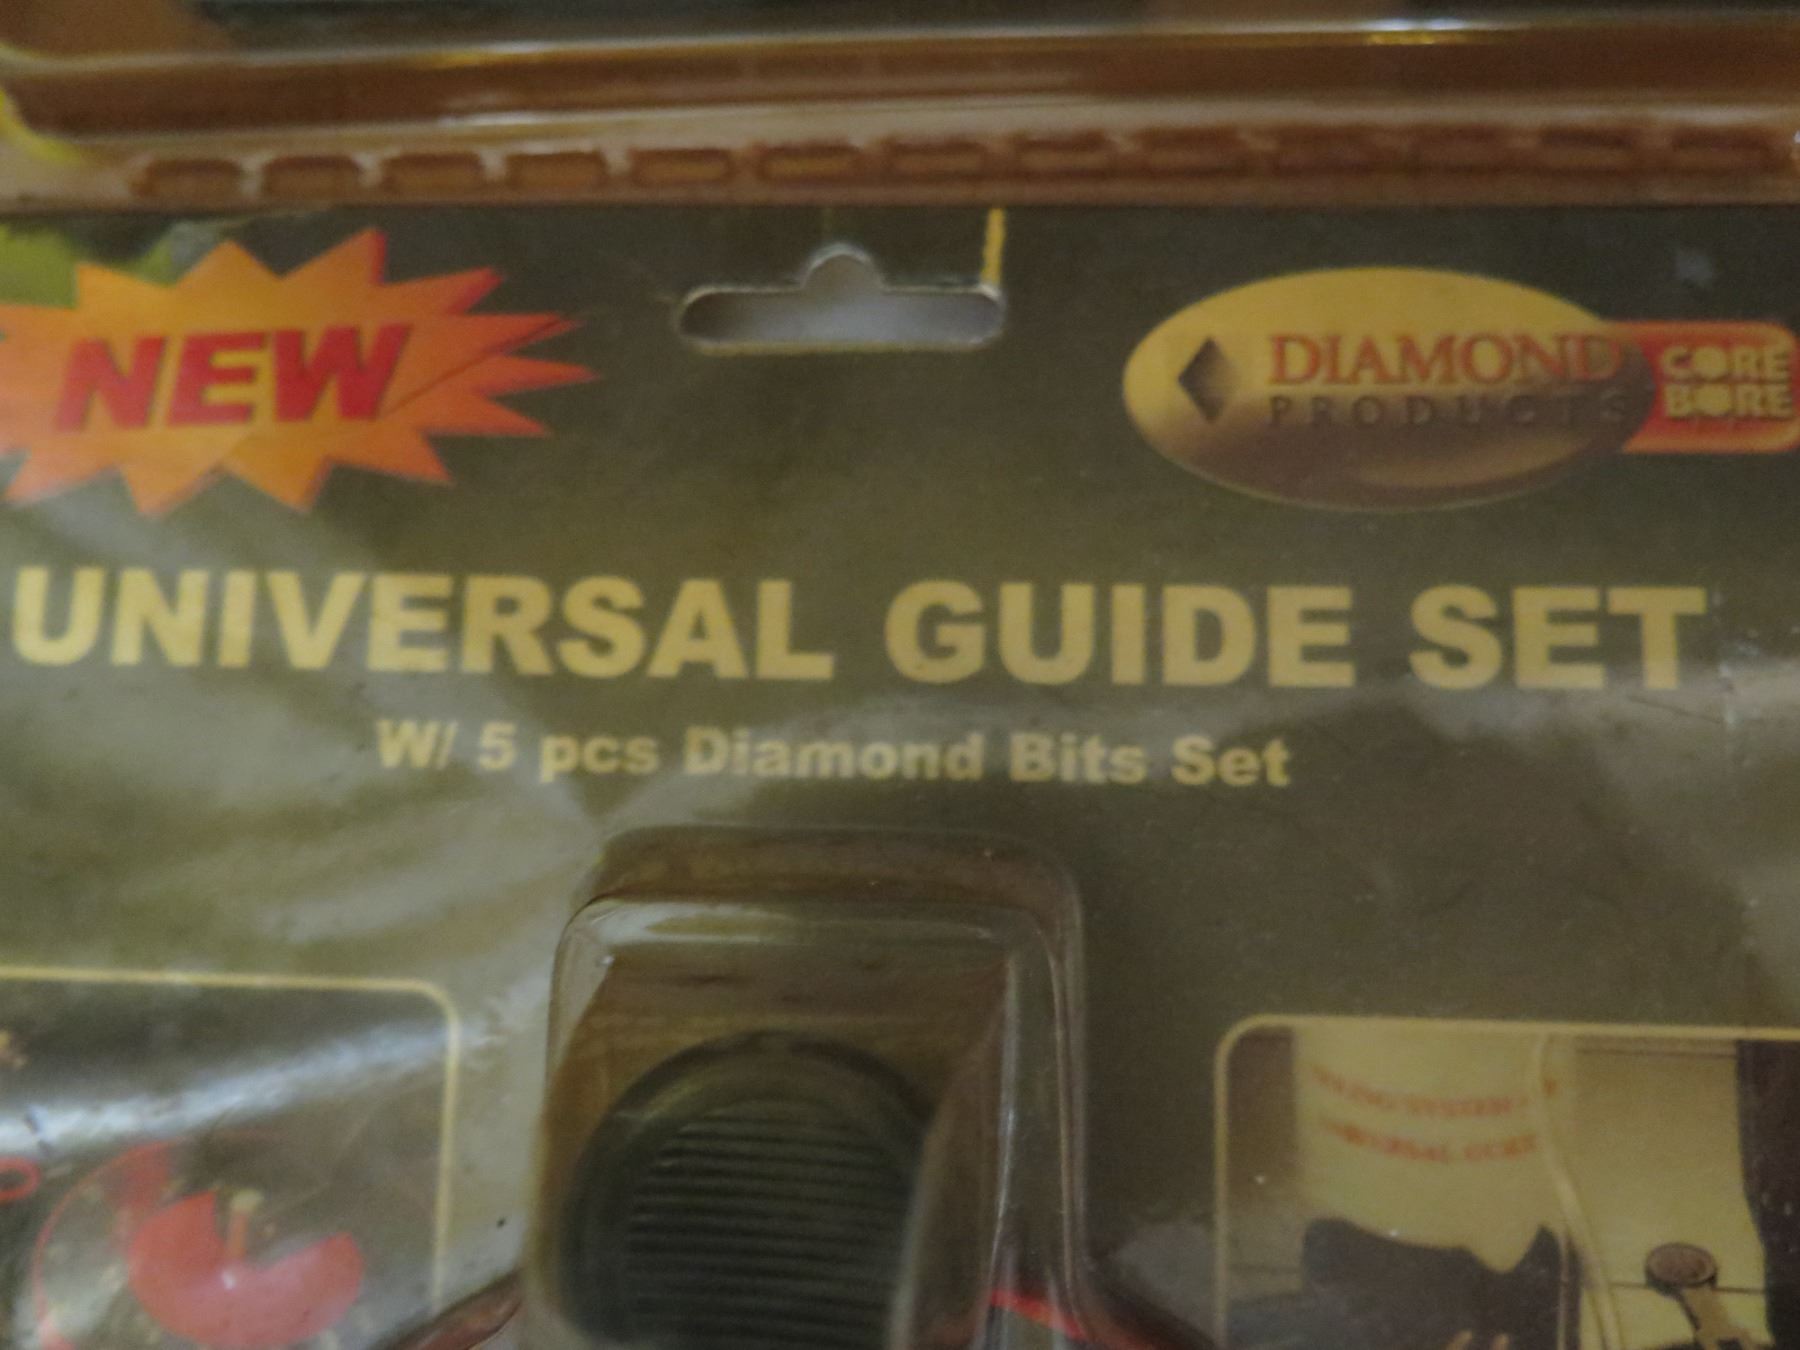 NEW
DIAMOND
PRODUCTS
CORE
BORE
UNIVERSAL GUIDE SET
W/ 5 pcs Diamond Bits Set